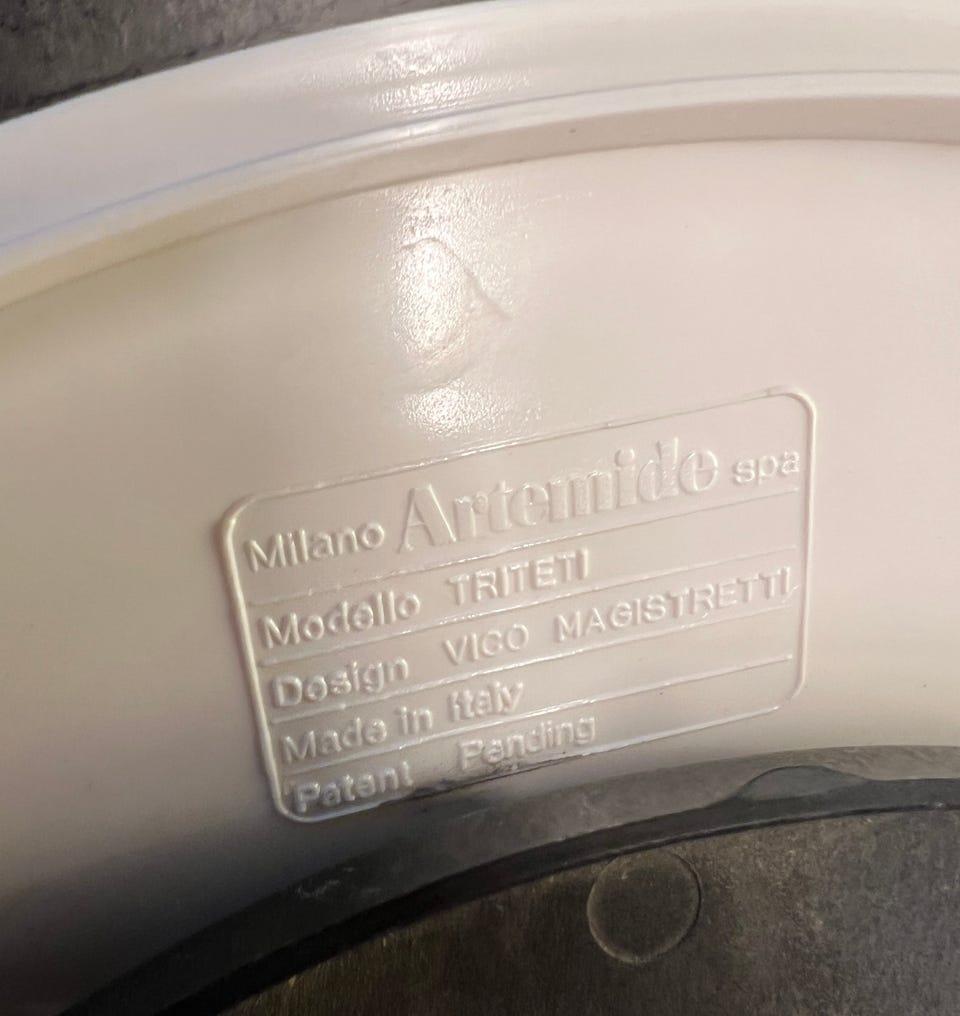 Milano Artemide spa
Modello TRITETI
Design VICO MAGISTRETTI
Made in Italy
Patent Pending